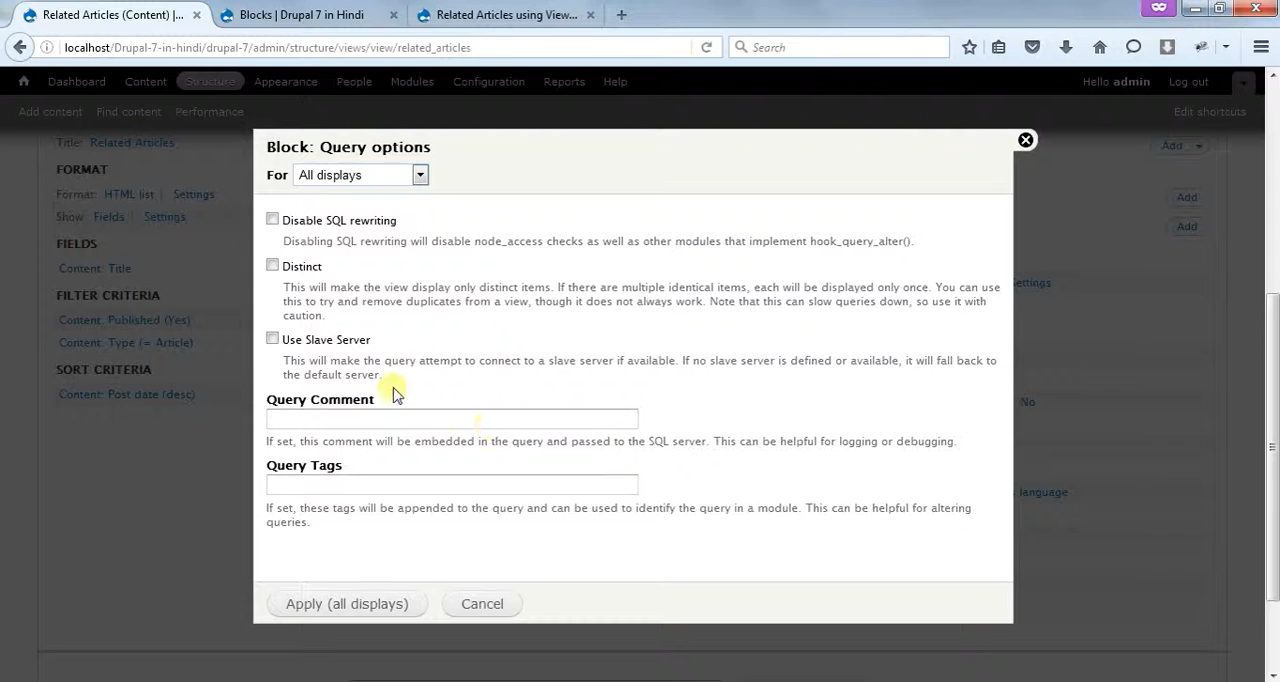 Related Articles (Content) |...
Blocks | Drupal 7 in Hindi
Related Articles using View...
localhost/Drupal-7-in-hindi/drupal-7/admin/structure/views/view/related_articles
Search
Dashboard Content Structure Appearance People Modules Configuration Reports Help
Hello admin Log out
Add content Find content Performance
Edit shortcuts
Title: Related Articles
Add
FORMAT
Format: HTML list Settings
Show: Fields Settings
FIELDS
Content: Title
FILTER CRITERIA
Content: Published (Yes)
Content: Type (= Article)
SORT CRITERIA
Content: Post date (desc)
Block: Query options
For All displays
Disable SQL rewriting
Disabling SQL rewriting will disable node_access checks as well as other modules that implement hook_query_alter().
Distinct
This will make the view display only distinct items. If there are multiple identical items, each will be displayed only once. You can use
this to try and remove duplicates from a view, though it does not always work. Note that this can slow queries down, so use it with
caution.
Use Slave Server
This will make the query attempt to connect to a slave server if available. If no slave server is defined or available, it will fall back to
the default server.
Query Comment
If set, this comment will be embedded in the query and passed to the SQL server. This can be helpful for logging or debugging.
Query Tags
If set, these tags will be appended to the query and can be used to identify the query in a module. This can be helpful for altering
queries.
Apply (all displays)
Cancel
Add
Add
Settings
No
language